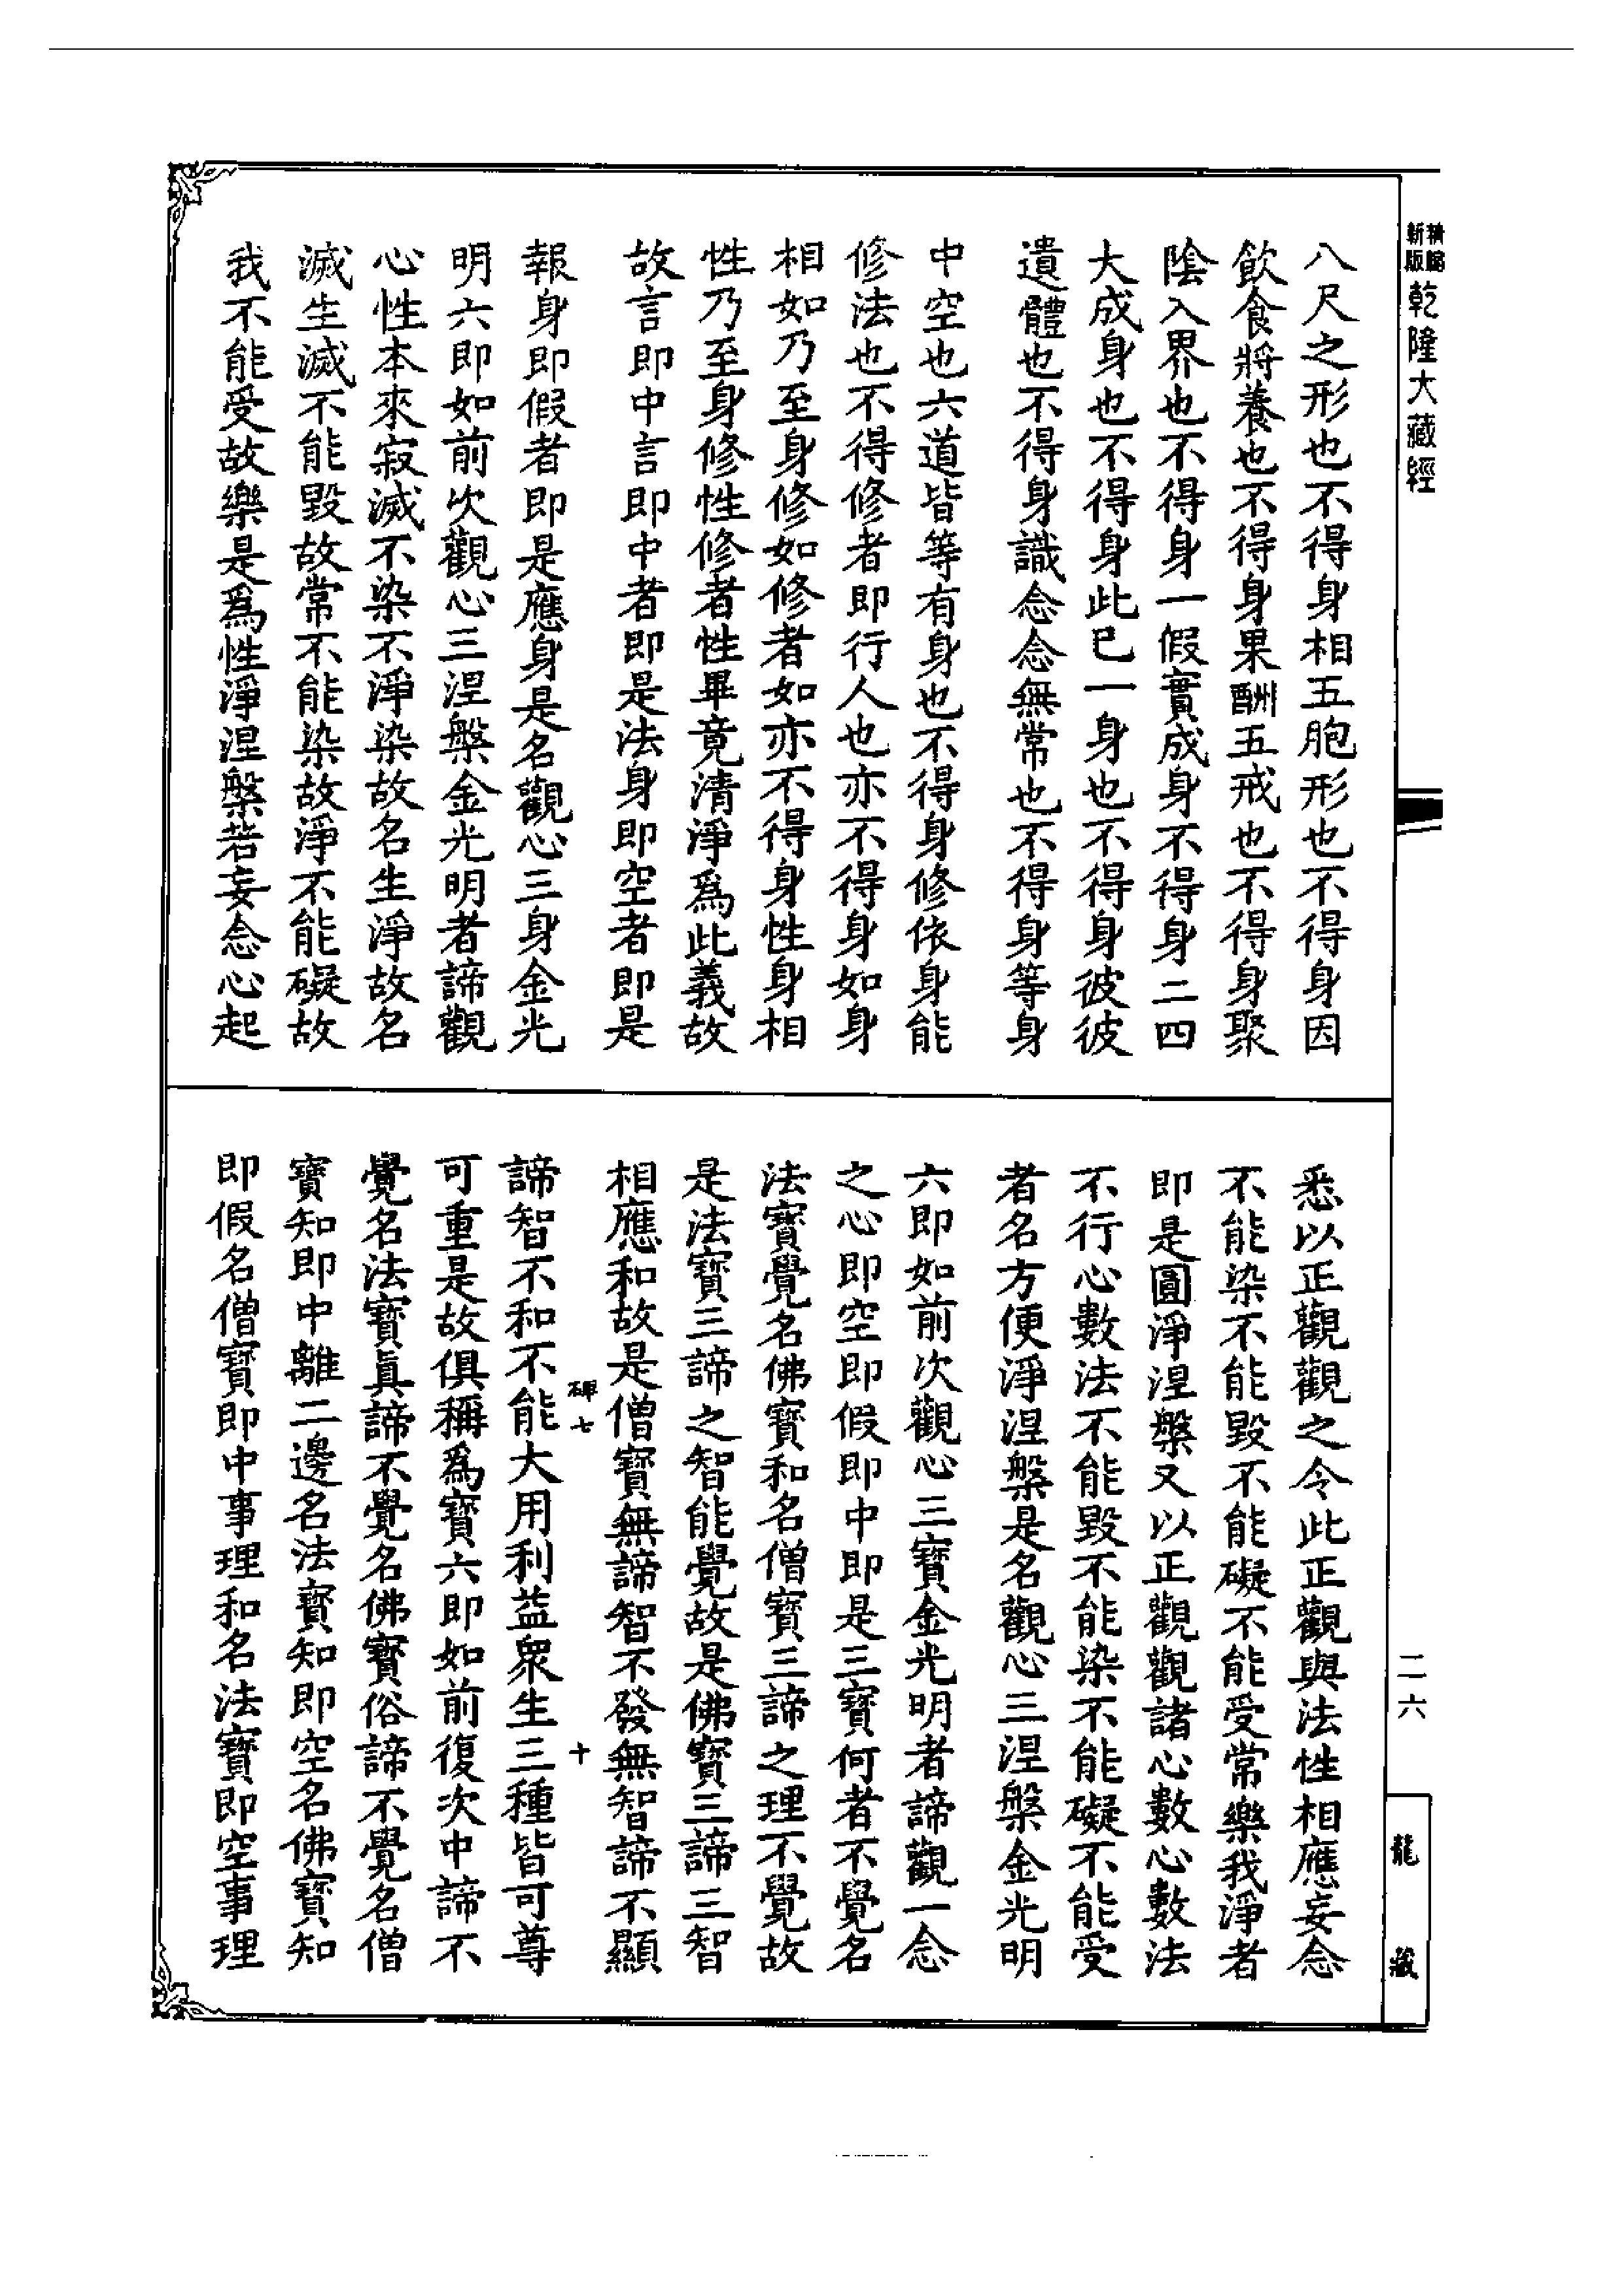 精縮
新版
乾隆大藏經
八尺之形也不得身相五胞形也不得身因
飲食將養也不得身果酬五戒也不得身聚
陰入界也不得身一假實成身不得身二四
大成身也不得身此已一身也不得身彼彼
遺體也不得身識念念無常也不得身等身
中空也六道皆等有身也不得身修依身能
修法也不得修者即行人也亦不得身如身
相如乃至身修如修者如亦不得身性身相
性乃至身修性修者性畢竟清淨爲此義故
故言即中言即中者即是法身即空者即是
報身即假者即是應身是名觀心三身金光
明六即如前次觀心三涅槃金光明者諦觀
心性本來寂滅不染不淨染故名生淨故名
滅生滅不能毀故常不能染故淨不能礙故
我不能受故樂是爲性淨涅槃若妄念心起
悉以正觀觀之令此正觀與法性相應妄念
不能染不能毀不能礙不能受常樂我淨者
即是圓淨涅槃又以正觀觀諸心數心數法
不行心數法不能毀不能染不能礙不能受
者名方便淨涅槃是名觀心三涅槃金光明
六即如前次觀心三寶金光明者諦觀一念
之心即空即假即中即是三寶何者不覺名
法寶覺名佛寶和名僧寶三諦之理不覺故
是法寶三諦之智能覺故是佛寶三諦三智
相應和故是僧寶無諦智不發無智諦不顯
碑七
十
諦智不和不能大用利益眾生三種皆可尊
可重是故俱稱爲寶六即如前復次中諦不
覺名法寶眞諦不覺名佛寶俗諦不覺名僧
寶知即中離二邊名法寶知即空名佛寶知
即假名僧寶即中事理和名法寶即空事理
二六
龍藏